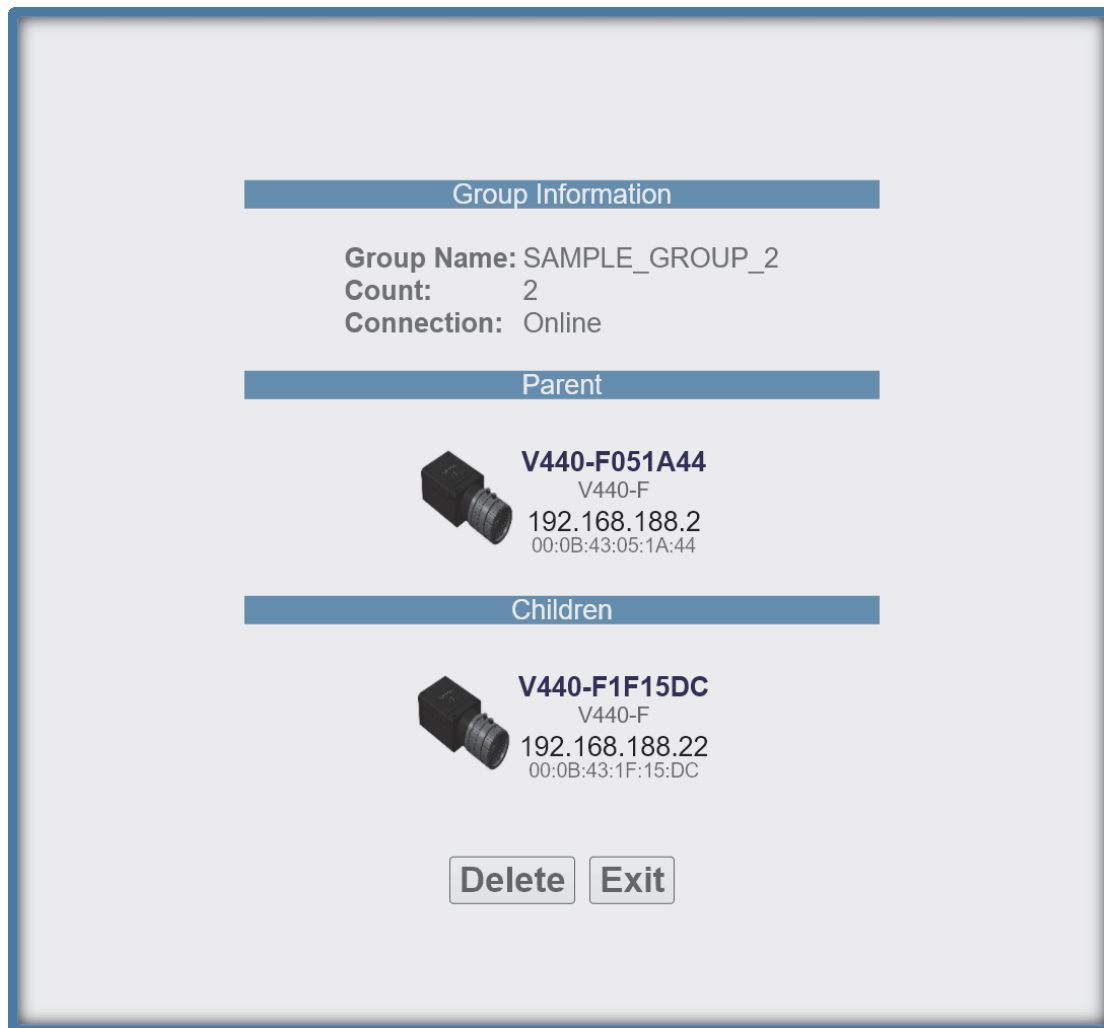 Group Information
Group Name: SAMPLE_GROUP_2
Count: 2
Connection: Online
Parent
V440-F051A44
V440-F
192.168.188.2
00:0B:43:05:1A:44
Children
V440-F1F15DC
V440-F
192.168.188.22
00:0B:43:1F:15:DC
Delete Exit